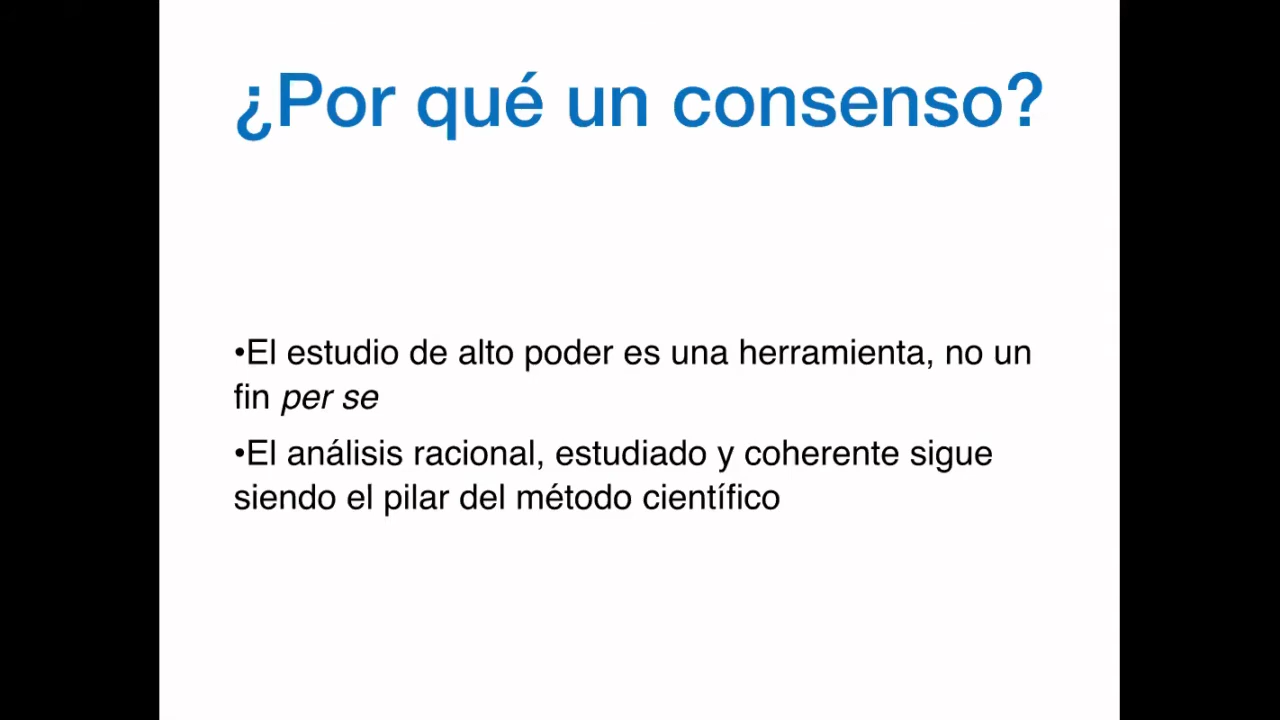 ¿Por qué un consenso?
•El estudio de alto poder es una herramienta, no un
fin per se
•El análisis racional, estudiado y coherente sigue
siendo el pilar del método científico